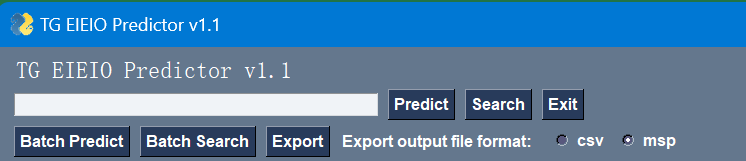 TG EIEIO Predictor v1.1
TG EIEIO Predictor v1.1
Predict Search Exit
Batch Predict Batch Search Export Export output file format: csv msp